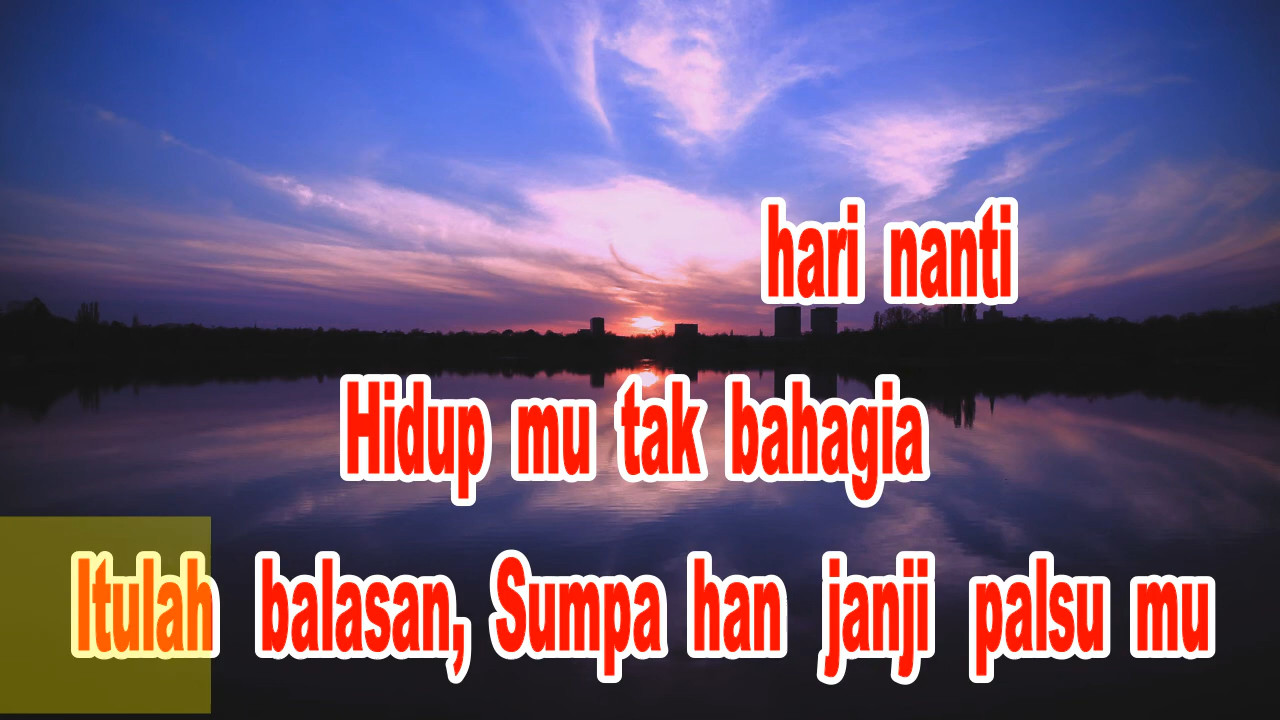 hari nanti
Hidup mu tak bahagia
Itulah balasan, Sumpa han janji palsu mu